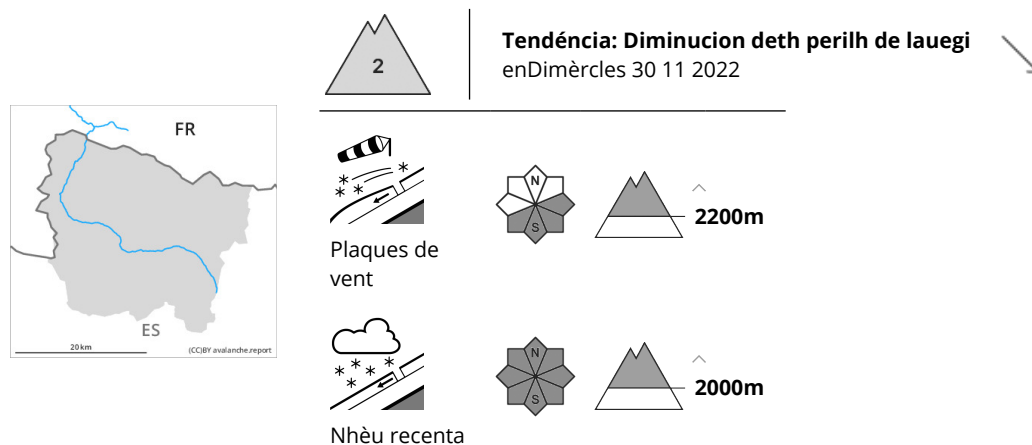 2
Tendéncia: Diminucion deth perilh de lauegi
enDimèrcles 30 11 2022
FR
ES
20 km
(CC)BY avalanche.report
N
S
2200m
Plaques de
vent
N
S
2000m
Nhèu recenta